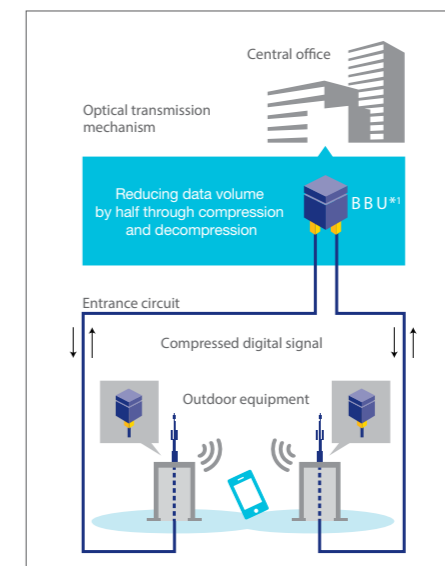 Central office
Optical transmission
mechanism
Reducing data volume
by half through compression
and decompression
BBU*1
Entrance circuit
Compressed digital signal
Outdoor equipment